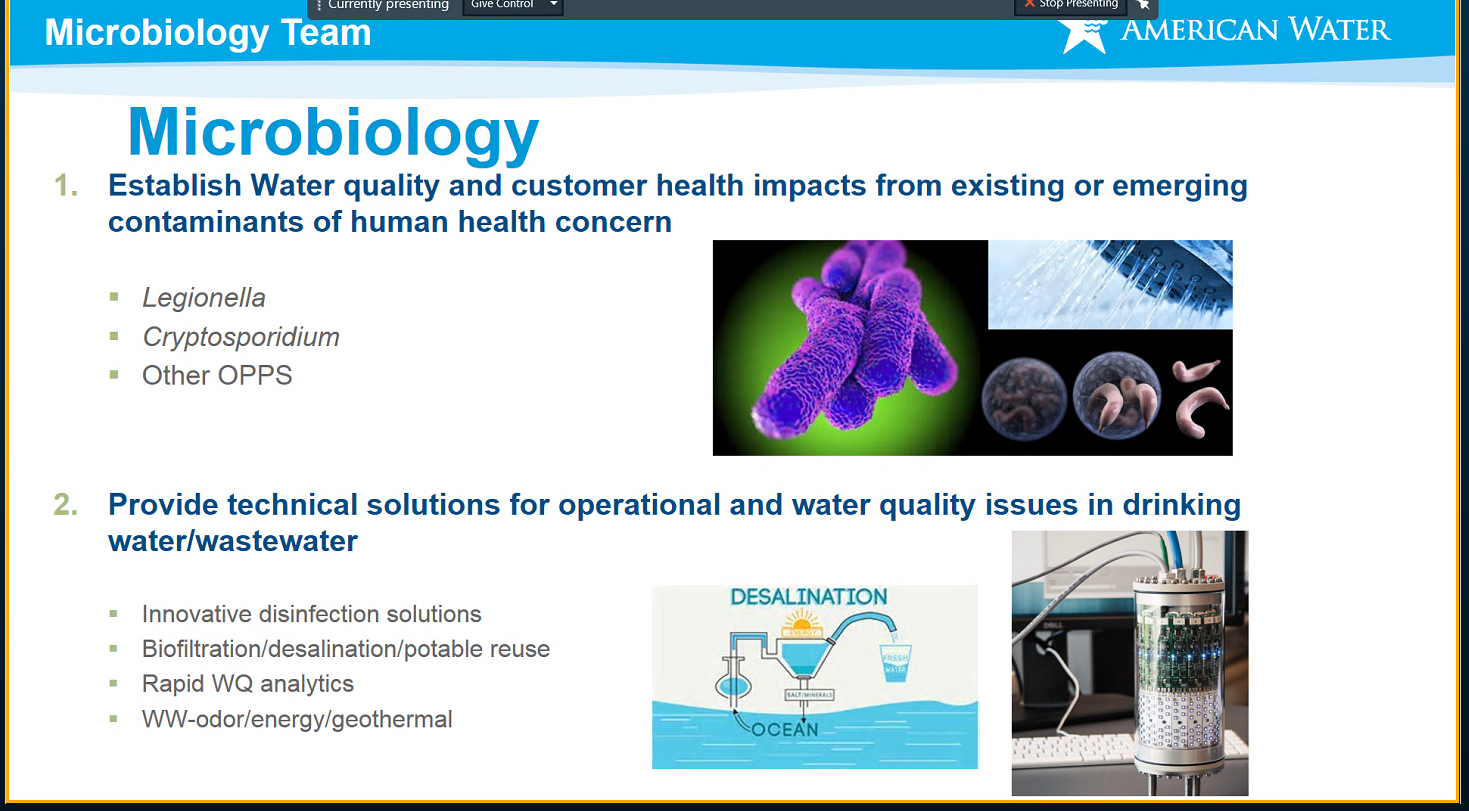 Currently presenting
Give Control
Stop Presenting
Microbiology Team
AMERICAN WATER
Microbiology
1. Establish Water quality and customer health impacts from existing or emerging
contaminants of human health concern
Legionella
Cryptosporidium
Other OPPS
2. Provide technical solutions for operational and water quality issues in drinking
water/wastewater
Innovative disinfection solutions
Biofiltration/desalination/potable reuse
Rapid WQ analytics
WW-odor/energy/geothermal
DESALINATION
ENERGY
FRESH
WATER
SALT/MINERALS
OCEAN
DELL